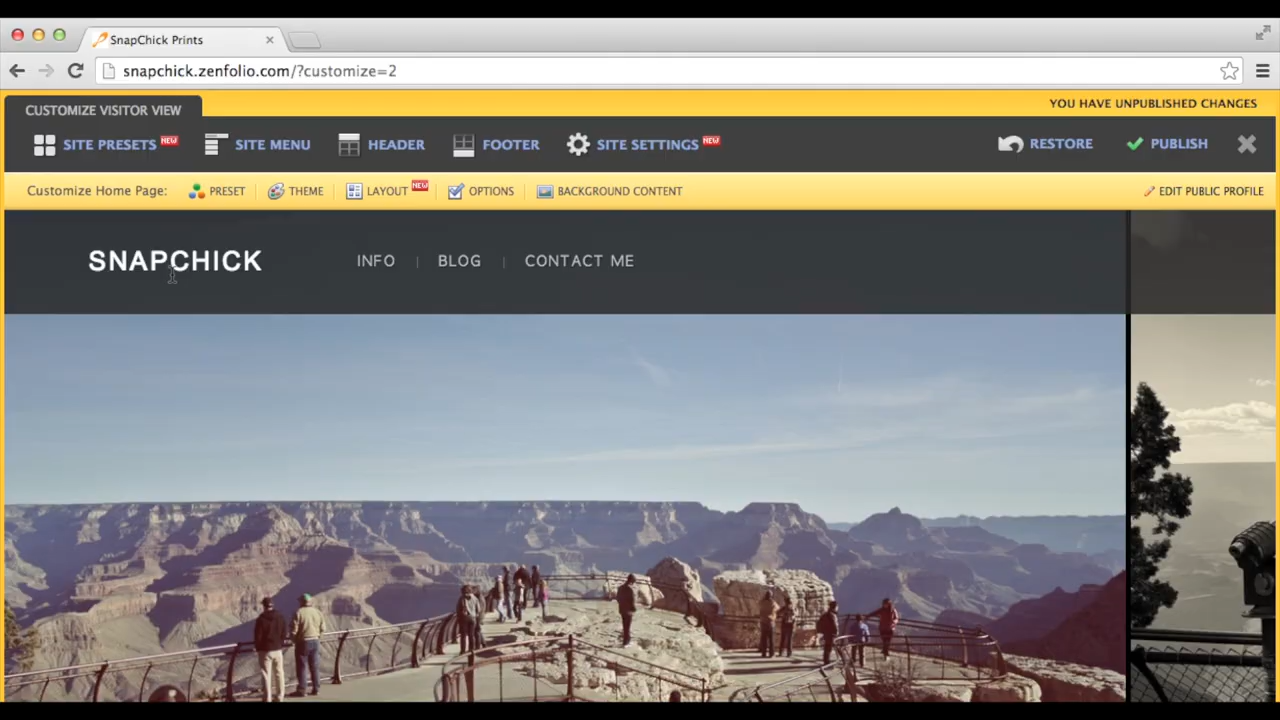 SnapChick Prints
snapchick.zenfolio.com/?customize=2
YOU HAVE UNPUBLISHED CHANGES
CUSTOMIZE VISITOR VIEW
SITE PRESETS NEW SITE MENU HEADER FOOTER SITE SETTINGS NEW RESTORE PUBLISH
Customize Home Page: PRESET THEME LAYOUT NEW OPTIONS BACKGROUND CONTENT EDIT PUBLIC PROFILE
SNAPCHICK INFO | BLOG | CONTACT ME